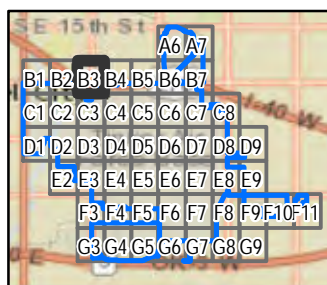 SE 15th St
A6 A7
B1 B2 B3 B4 B5 B6 B7
I-40 W
C1 C2 C3 C4 C5 C6 C7 C8
D1 D2 D3 D4 D5 D6 D7 D8 D9
E2 E3 E4 E5 E6 E7 E8 E9
F3 F4 F5 F6 F7 F8 F9 F10 F11
G3 G4 G5 G6 G7 G8 G9